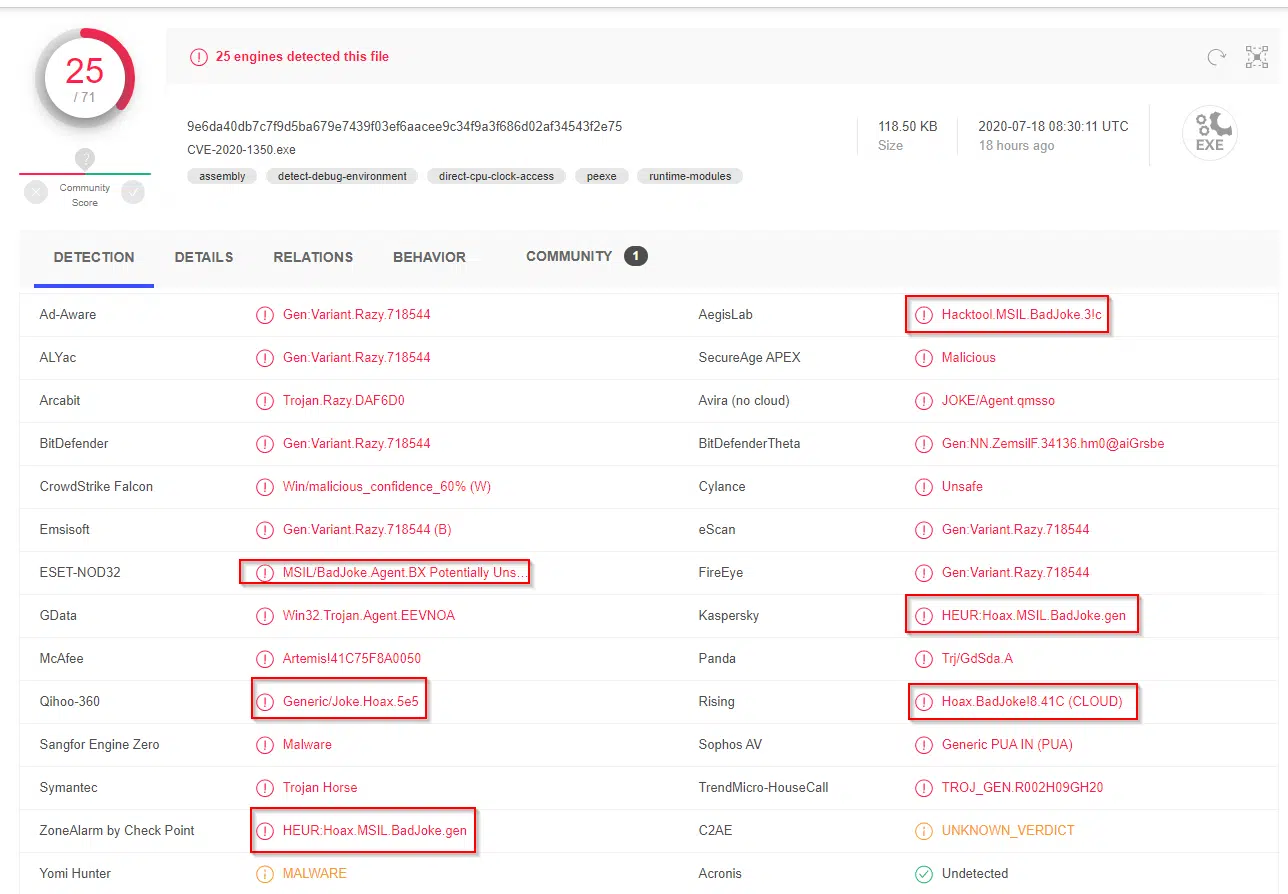 25
/ 71
25 engines detected this file
?
Community
Score
9e6da40db7c7f9d5ba679e7439f03ef6aacee9c34f9a3f686d02af34543f2e75
CVE-2020-1350.exe
assembly detect-debug-environment direct-cpu-clock-access peexe runtime-modules
118.50 KB
Size
2020-07-18 08:30:11 UTC
18 hours ago
EXE
DETECTION DETAILS RELATIONS BEHAVIOR COMMUNITY 1
Ad-Aware Gen:Variant.Razy.718544 AegisLab Hacktool.MSIL.BadJoke.3!c
ALYac Gen:Variant.Razy.718544 SecureAge APEX Malicious
Arcabit Trojan.Razy.DAF6D0 Avira (no cloud) JOKE/Agent.qmsso
BitDefender Gen:Variant.Razy.718544 BitDefenderTheta Gen:NN.ZemsilF.34136.hm0@aiGrsbe
CrowdStrike Falcon Win/malicious_confidence_60% (W) Cylance Unsafe
Emsisoft Gen:Variant.Razy.718544 (B) eScan Gen:Variant.Razy.718544
ESET-NOD32 MSIL/BadJoke.Agent.BX Potentially Uns... FireEye Gen:Variant.Razy.718544
GData Win32.Trojan.Agent.EEVNOA Kaspersky HEUR:Hoax.MSIL.BadJoke.gen
McAfee Artemis!41C75F8A0050 Panda Trj/GdSda.A
Qihoo-360 Generic/Joke.Hoax.5e5 Rising Hoax.BadJoke!8.41C (CLOUD)
Sangfor Engine Zero Malware Sophos AV Generic PUA IN (PUA)
Symantec Trojan Horse TrendMicro-HouseCall TROJ_GEN.R002H09GH20
ZoneAlarm by Check Point HEUR:Hoax.MSIL.BadJoke.gen C2AE UNKNOWN_VERDICT
Yomi Hunter MALWARE Acronis Undetected